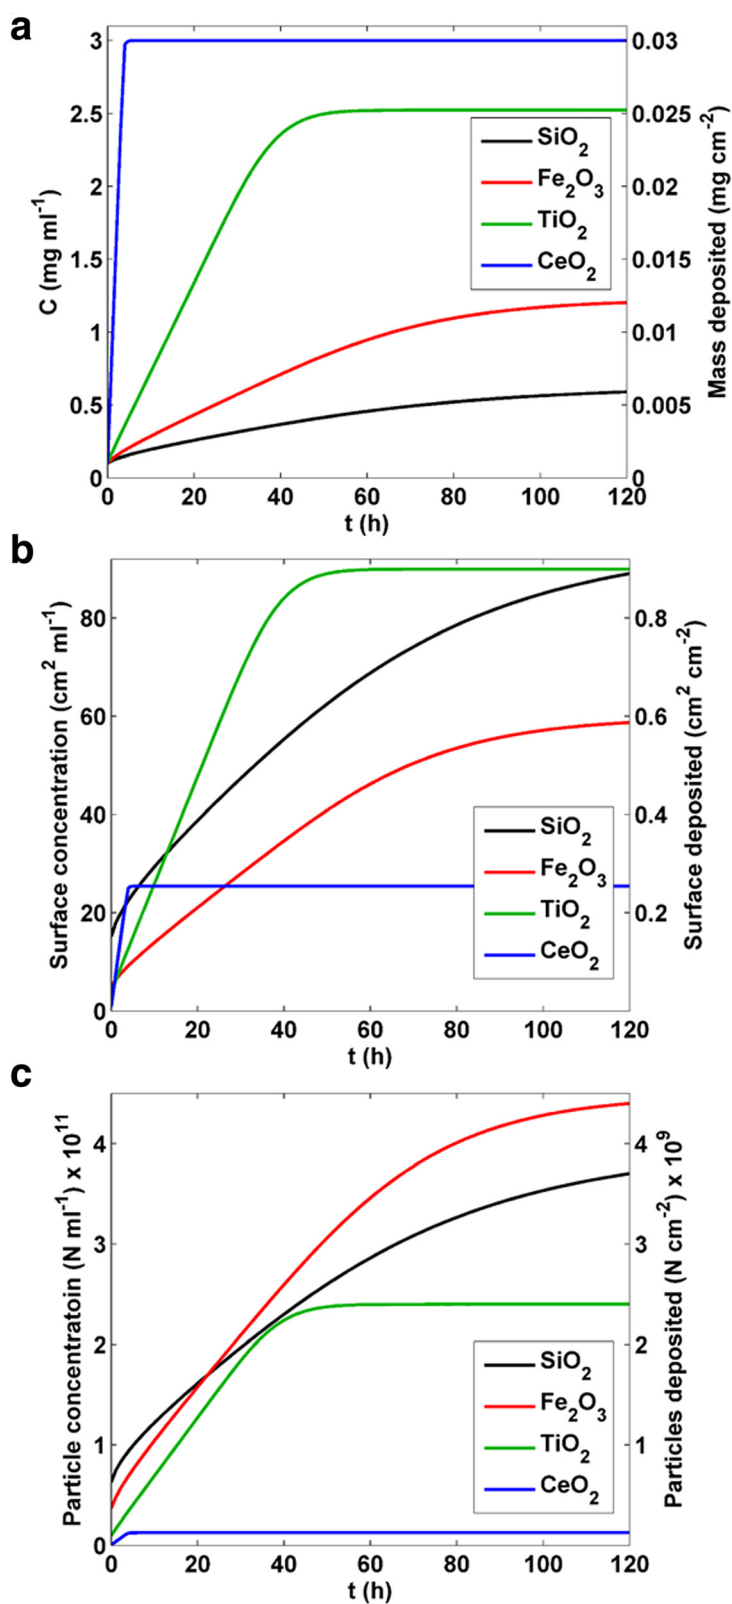 a
3
2.5
2
1.5
1
0.5
0
0.03
0.025
0.02
0.015
0.01
0.005
0
C (mg ml⁻¹)
Mass deposited (mg cm⁻²)
SiO₂
Fe₂O₃
TiO₂
CeO₂
0 20 40 60 80 100 120
t (h)
b
80
60
40
20
0
0.8
0.6
0.4
0.2
Surface concentration (cm² ml⁻¹)
Surface deposited (cm² cm⁻²)
SiO₂
Fe₂O₃
TiO₂
CeO₂
0 20 40 60 80 100 120
t (h)
c
4
3
2
1
0
4
3
2
1
Particle concentratoin (N ml⁻¹) x 10¹¹
Particles deposited (N cm⁻²) x 10⁹
SiO₂
Fe₂O₃
TiO₂
CeO₂
0 20 40 60 80 100 120
t (h)